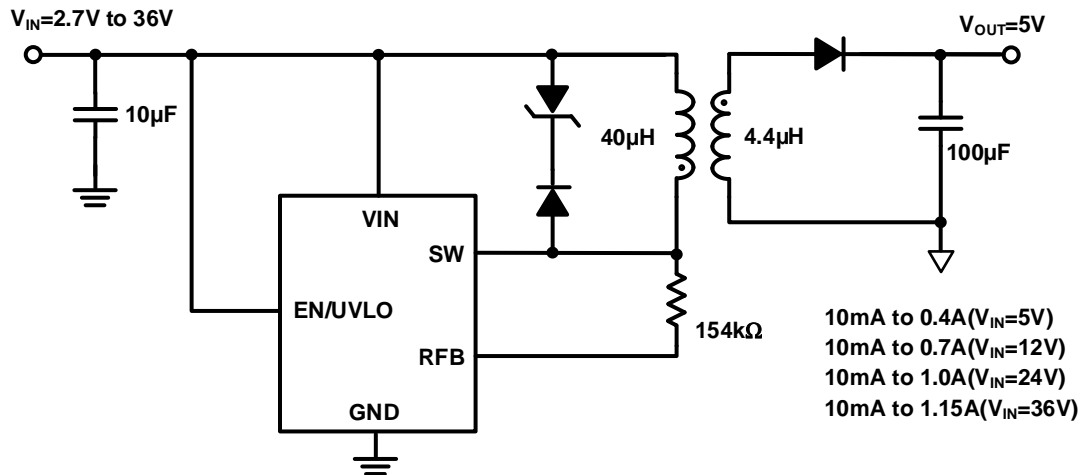 V_IN=2.7V to 36V
V_OUT=5V
10µF
40µH
4.4µH
100µF
VIN
SW
EN/UVLO
154kΩ
RFB
GND
10mA to 0.4A(V_IN=5V)
10mA to 0.7A(V_IN=12V)
10mA to 1.0A(V_IN=24V)
10mA to 1.15A(V_IN=36V)